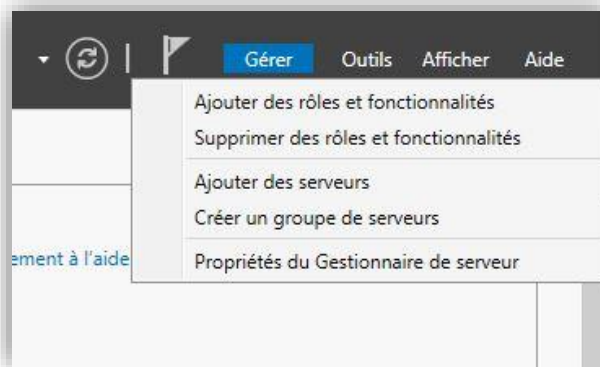 Gérer Outils Afficher Aide
Ajouter des rôles et fonctionnalités
Supprimer des rôles et fonctionnalités
Ajouter des serveurs
Créer un groupe de serveurs
ement à l'aide
Propriétés du Gestionnaire de serveur